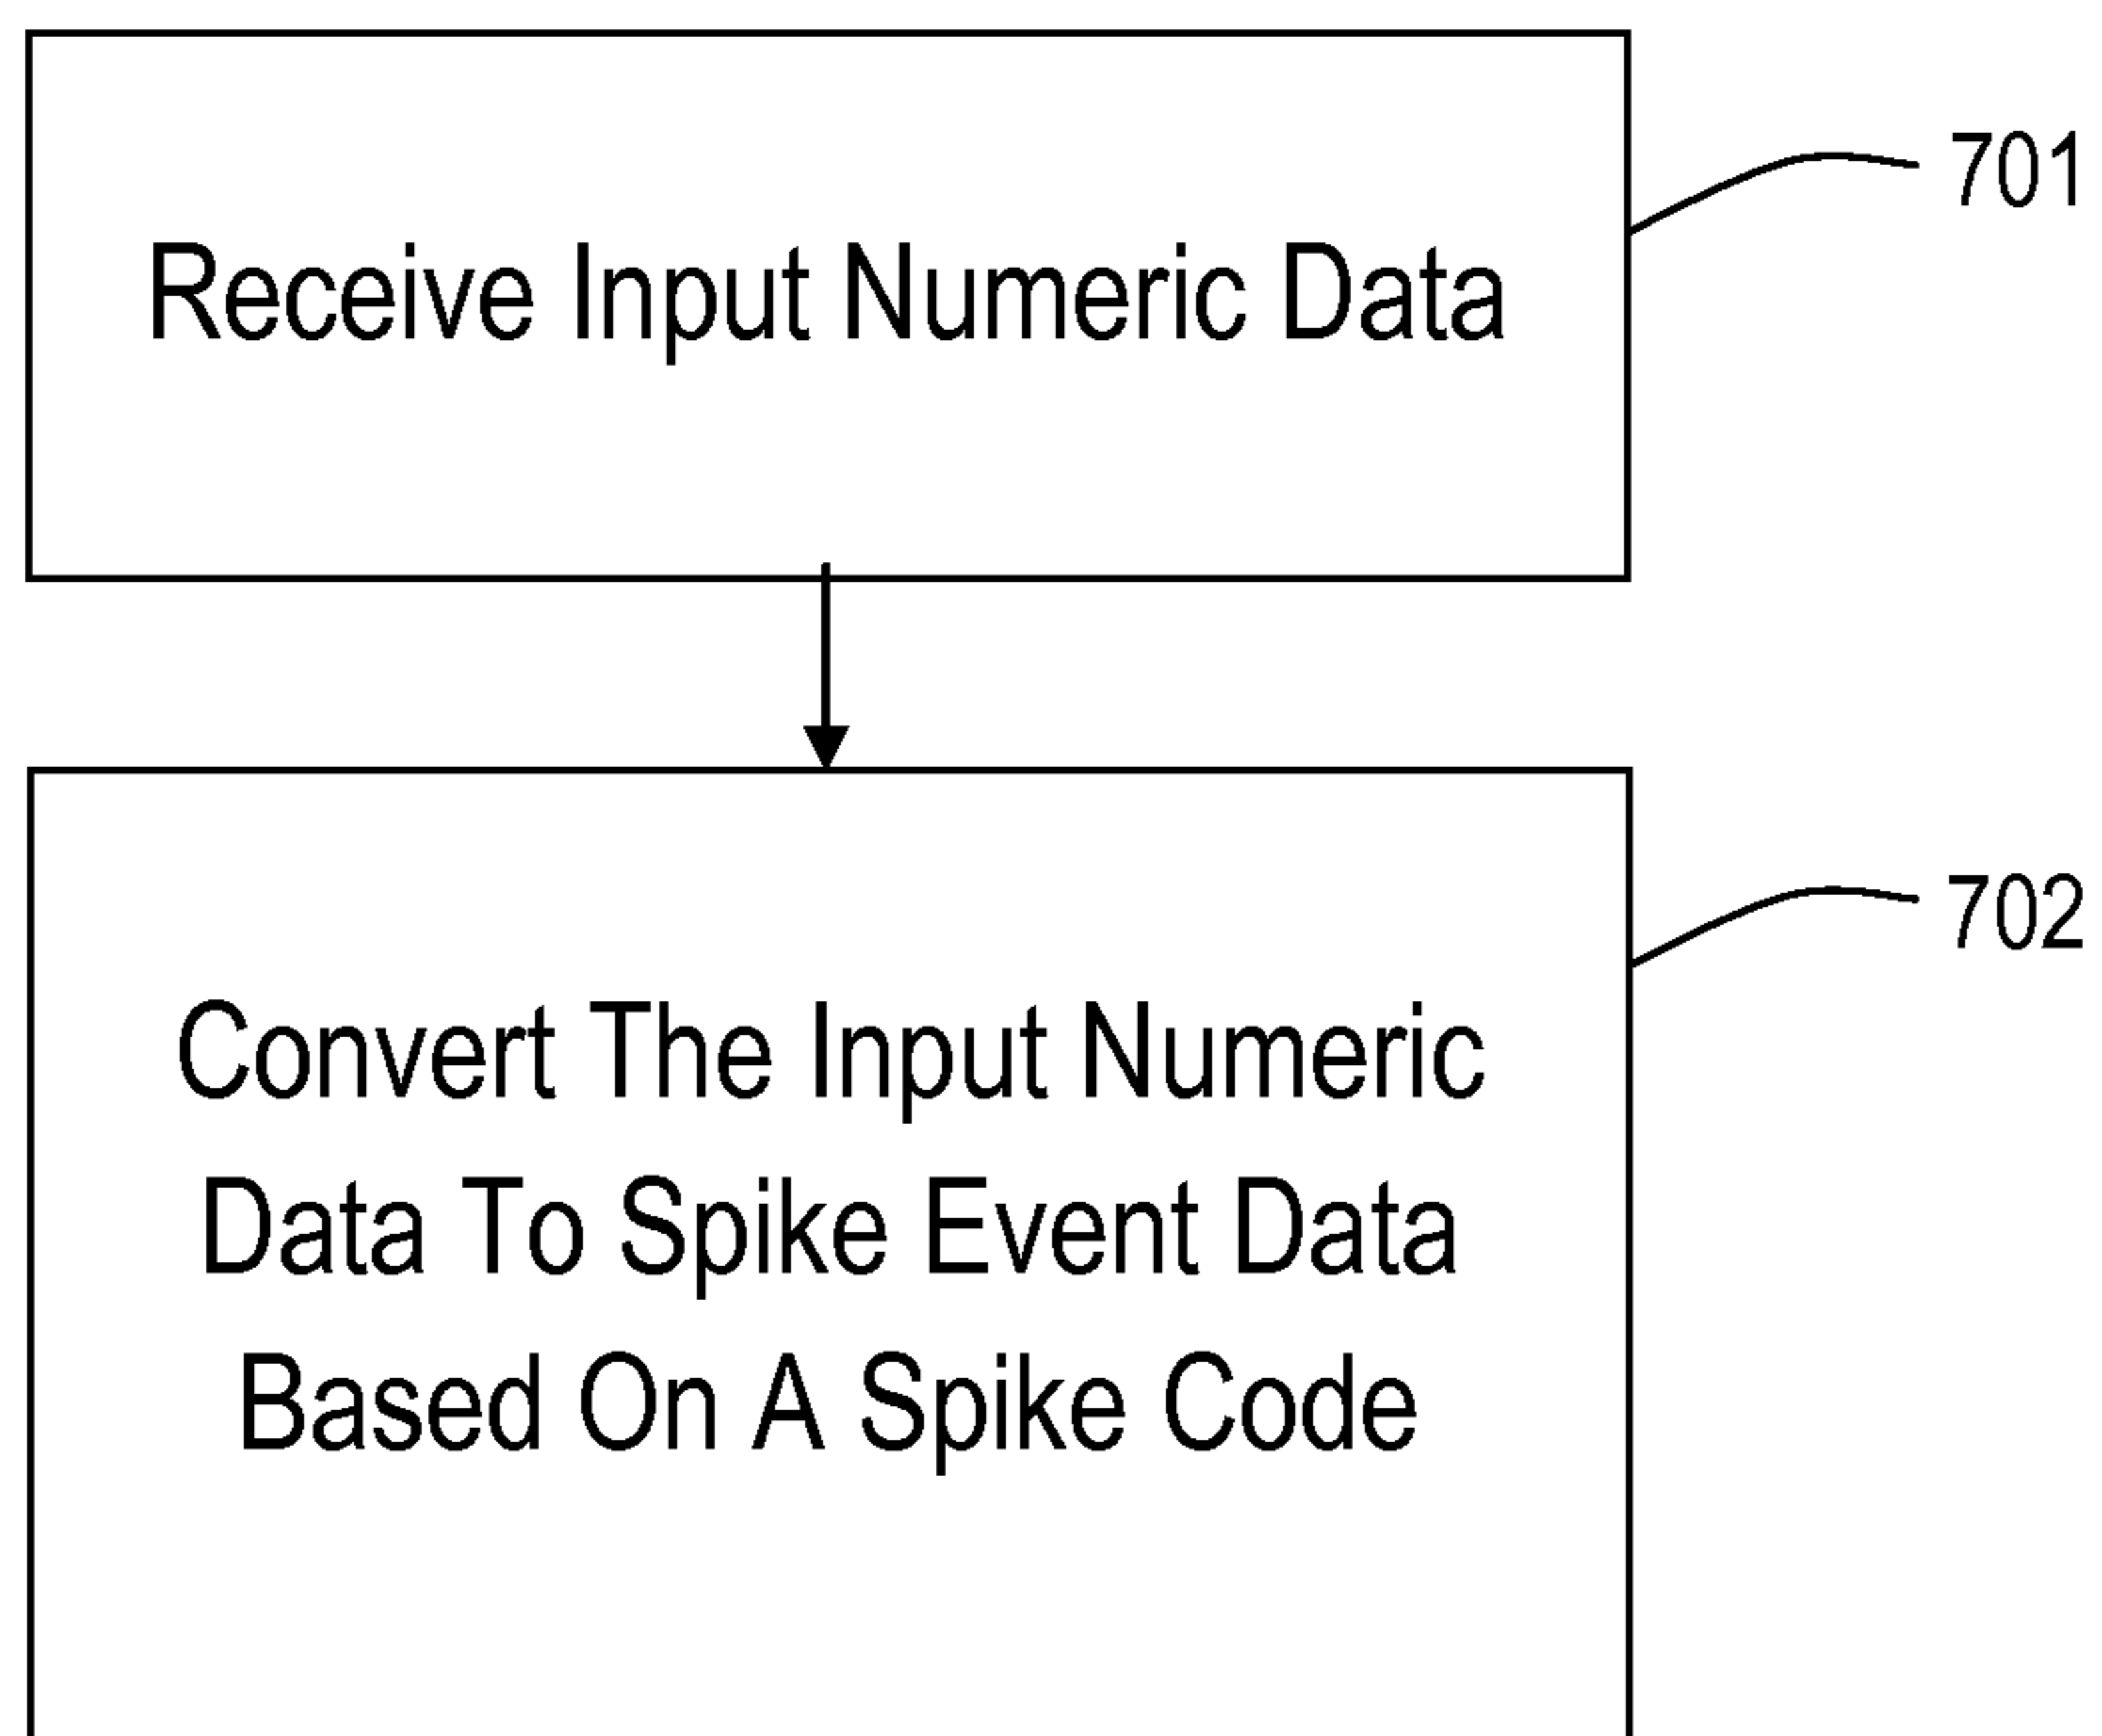 Receive Input Numeric Data
701
702
Convert The Input Numeric
Data To Spike Event Data
Based On A Spike Code